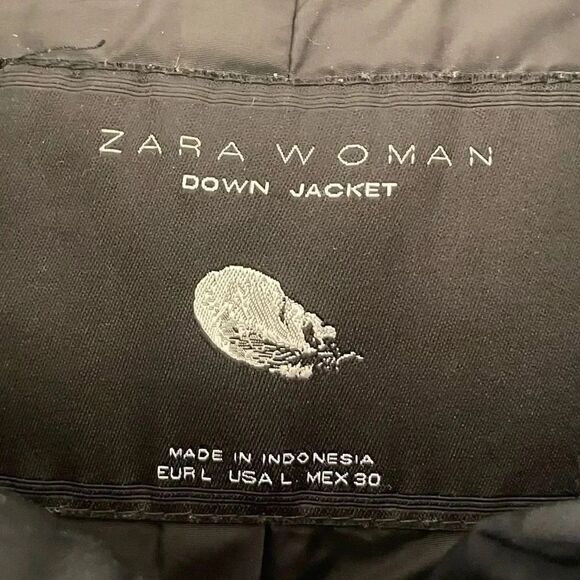 ZARA WOMAN
DOWN JACKET
MADE IN INDONESIA
EUR L USA L MEX 30